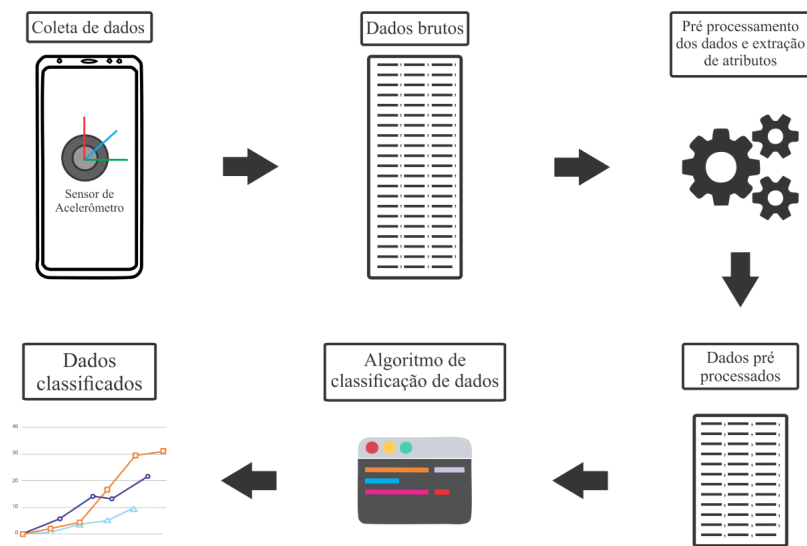 Coleta de dados
Dados brutos
Pré processamento
dos dados e extração
de atributos
Sensor de
Acelerômetro
Dados
classificados
Algoritmo de
classificação de dados
Dados pré
processados
40
30
20
10
0